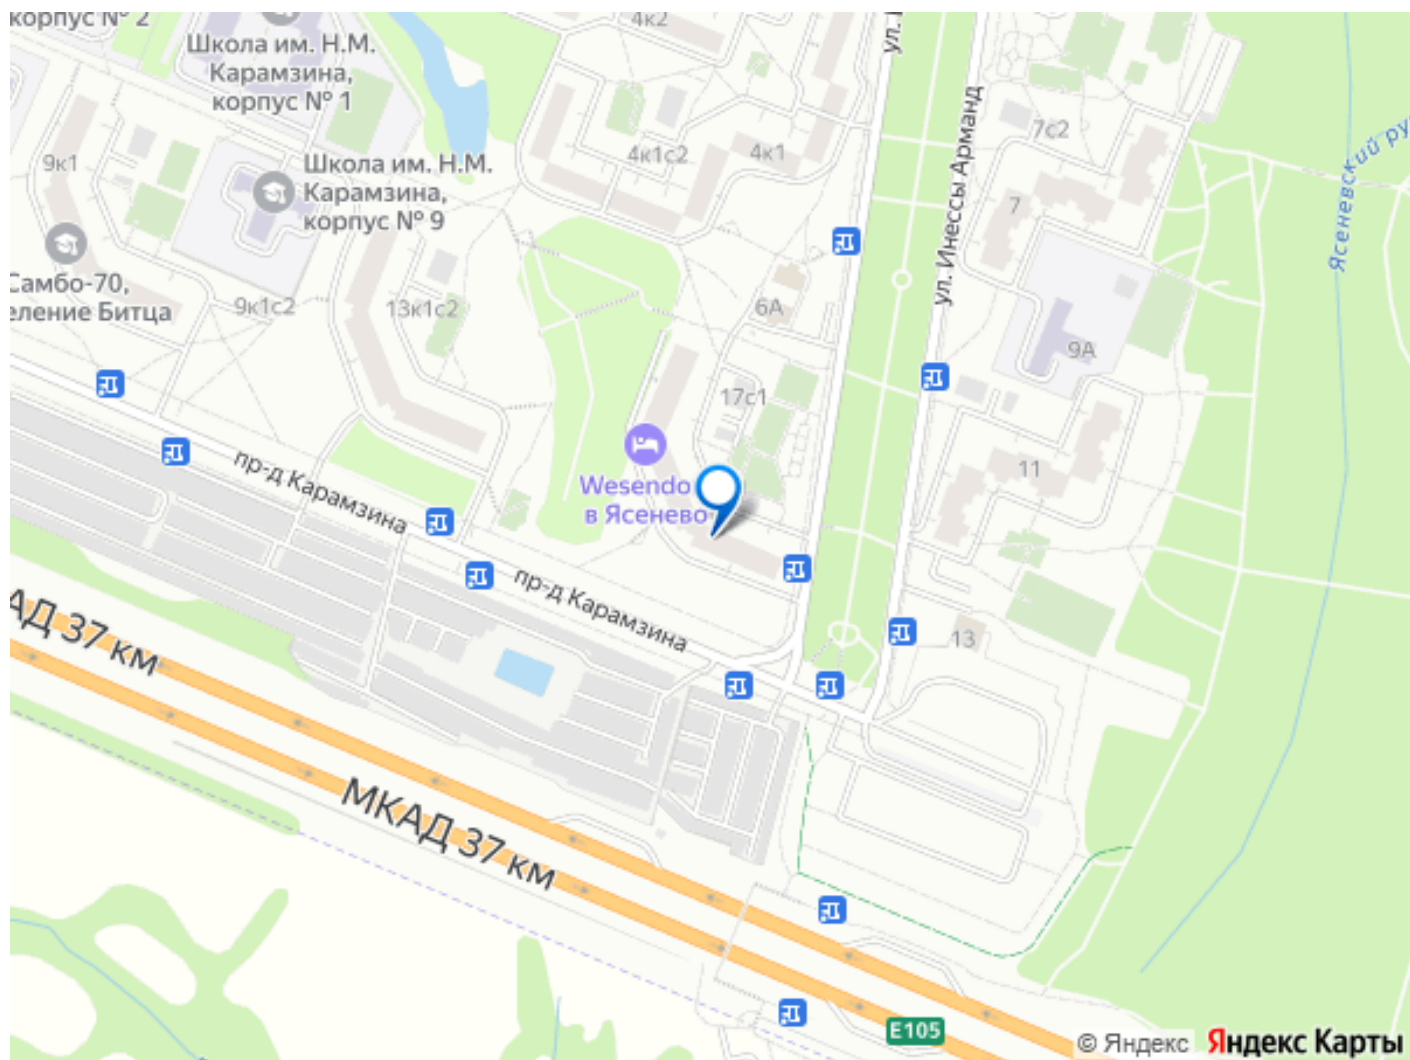 корпус № 2
4к2
ул.
Школа им. Н.М.
Карамзина,
корпус № 1
7с2
9к1
Школа им. Н.М.
Карамзина,
корпус № 9
4к1с2
4к1
ул. Инессы Арманд
7
Ясеневский ру
Самбо-70,
еление Битца
9к1с2
13к1с2
6А
9А
17с1
Wesendo
в Ясенево
11
пр-д Карамзина
пр-д Карамзина
13
АД 37 км
МКАД 37 км
Е105
© Яндекс
Яндекс Карты